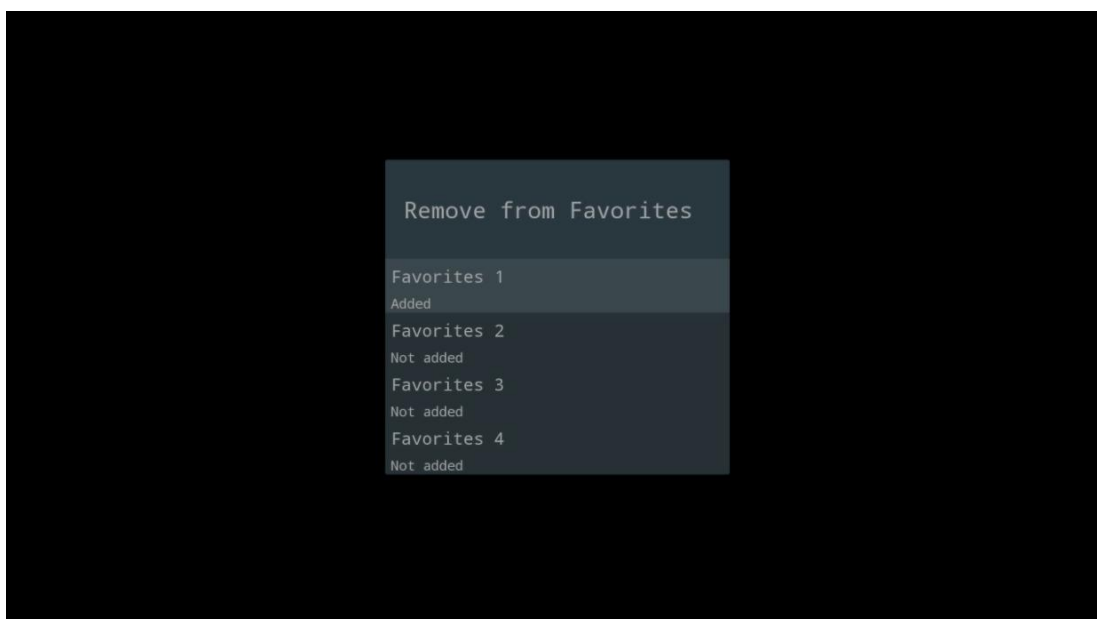 Remove from Favorites
Favorites 1
Added
Favorites 2
Not added
Favorites 3
Not added
Favorites 4
Not added